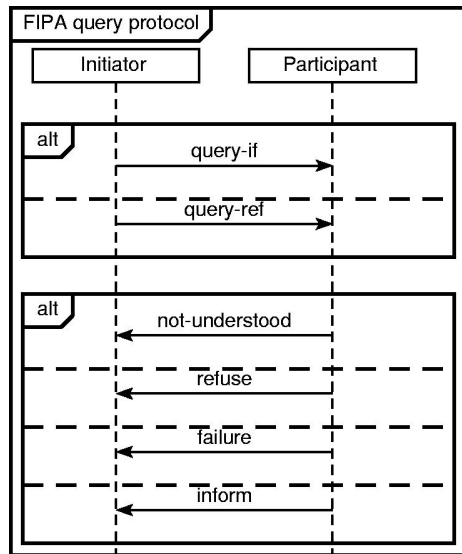 FIPA query protocol
Initiator
Participant
alt
query-if
query-ref
alt
not-understood
refuse
failure
inform